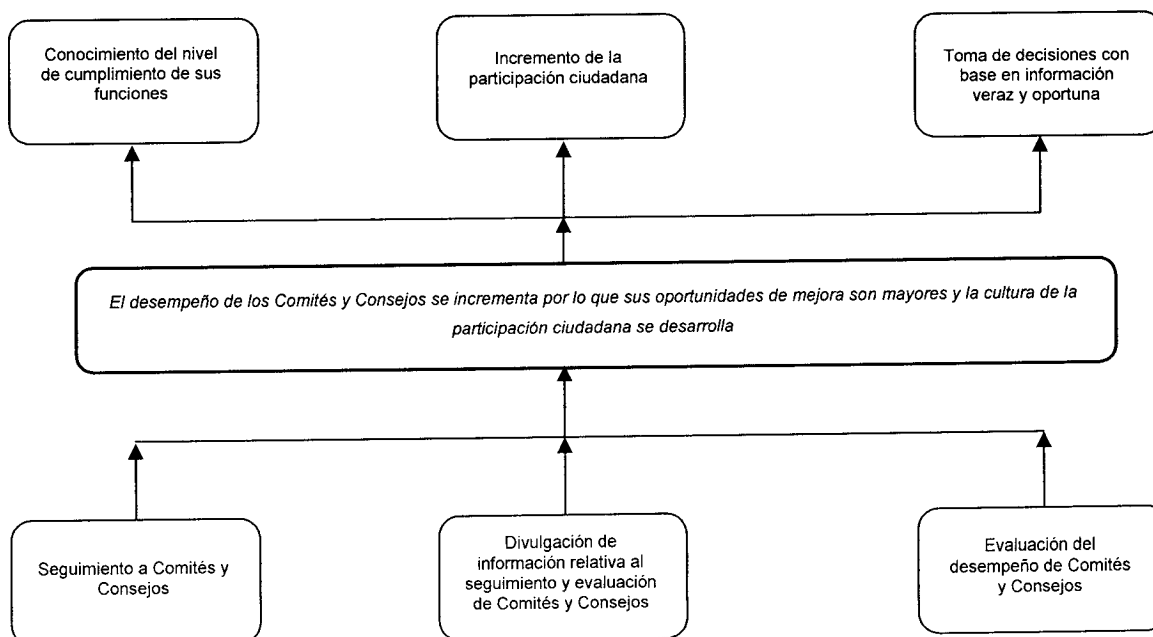 Conocimiento del nivel
de cumplimiento de sus
funciones
Incremento de la
participación ciudadana
Toma de decisiones con
base en información
veraz y oportuna
El desempeño de los Comités y Consejos se incrementa por lo que sus oportunidades de mejora son mayores y la cultura de la
participación ciudadana se desarrolla
Seguimiento a Comités y
Consejos
Divulgación de
información relativa al
seguimiento y evaluación
de Comités y Consejos
Evaluación del
desempeño de Comités
y Consejos